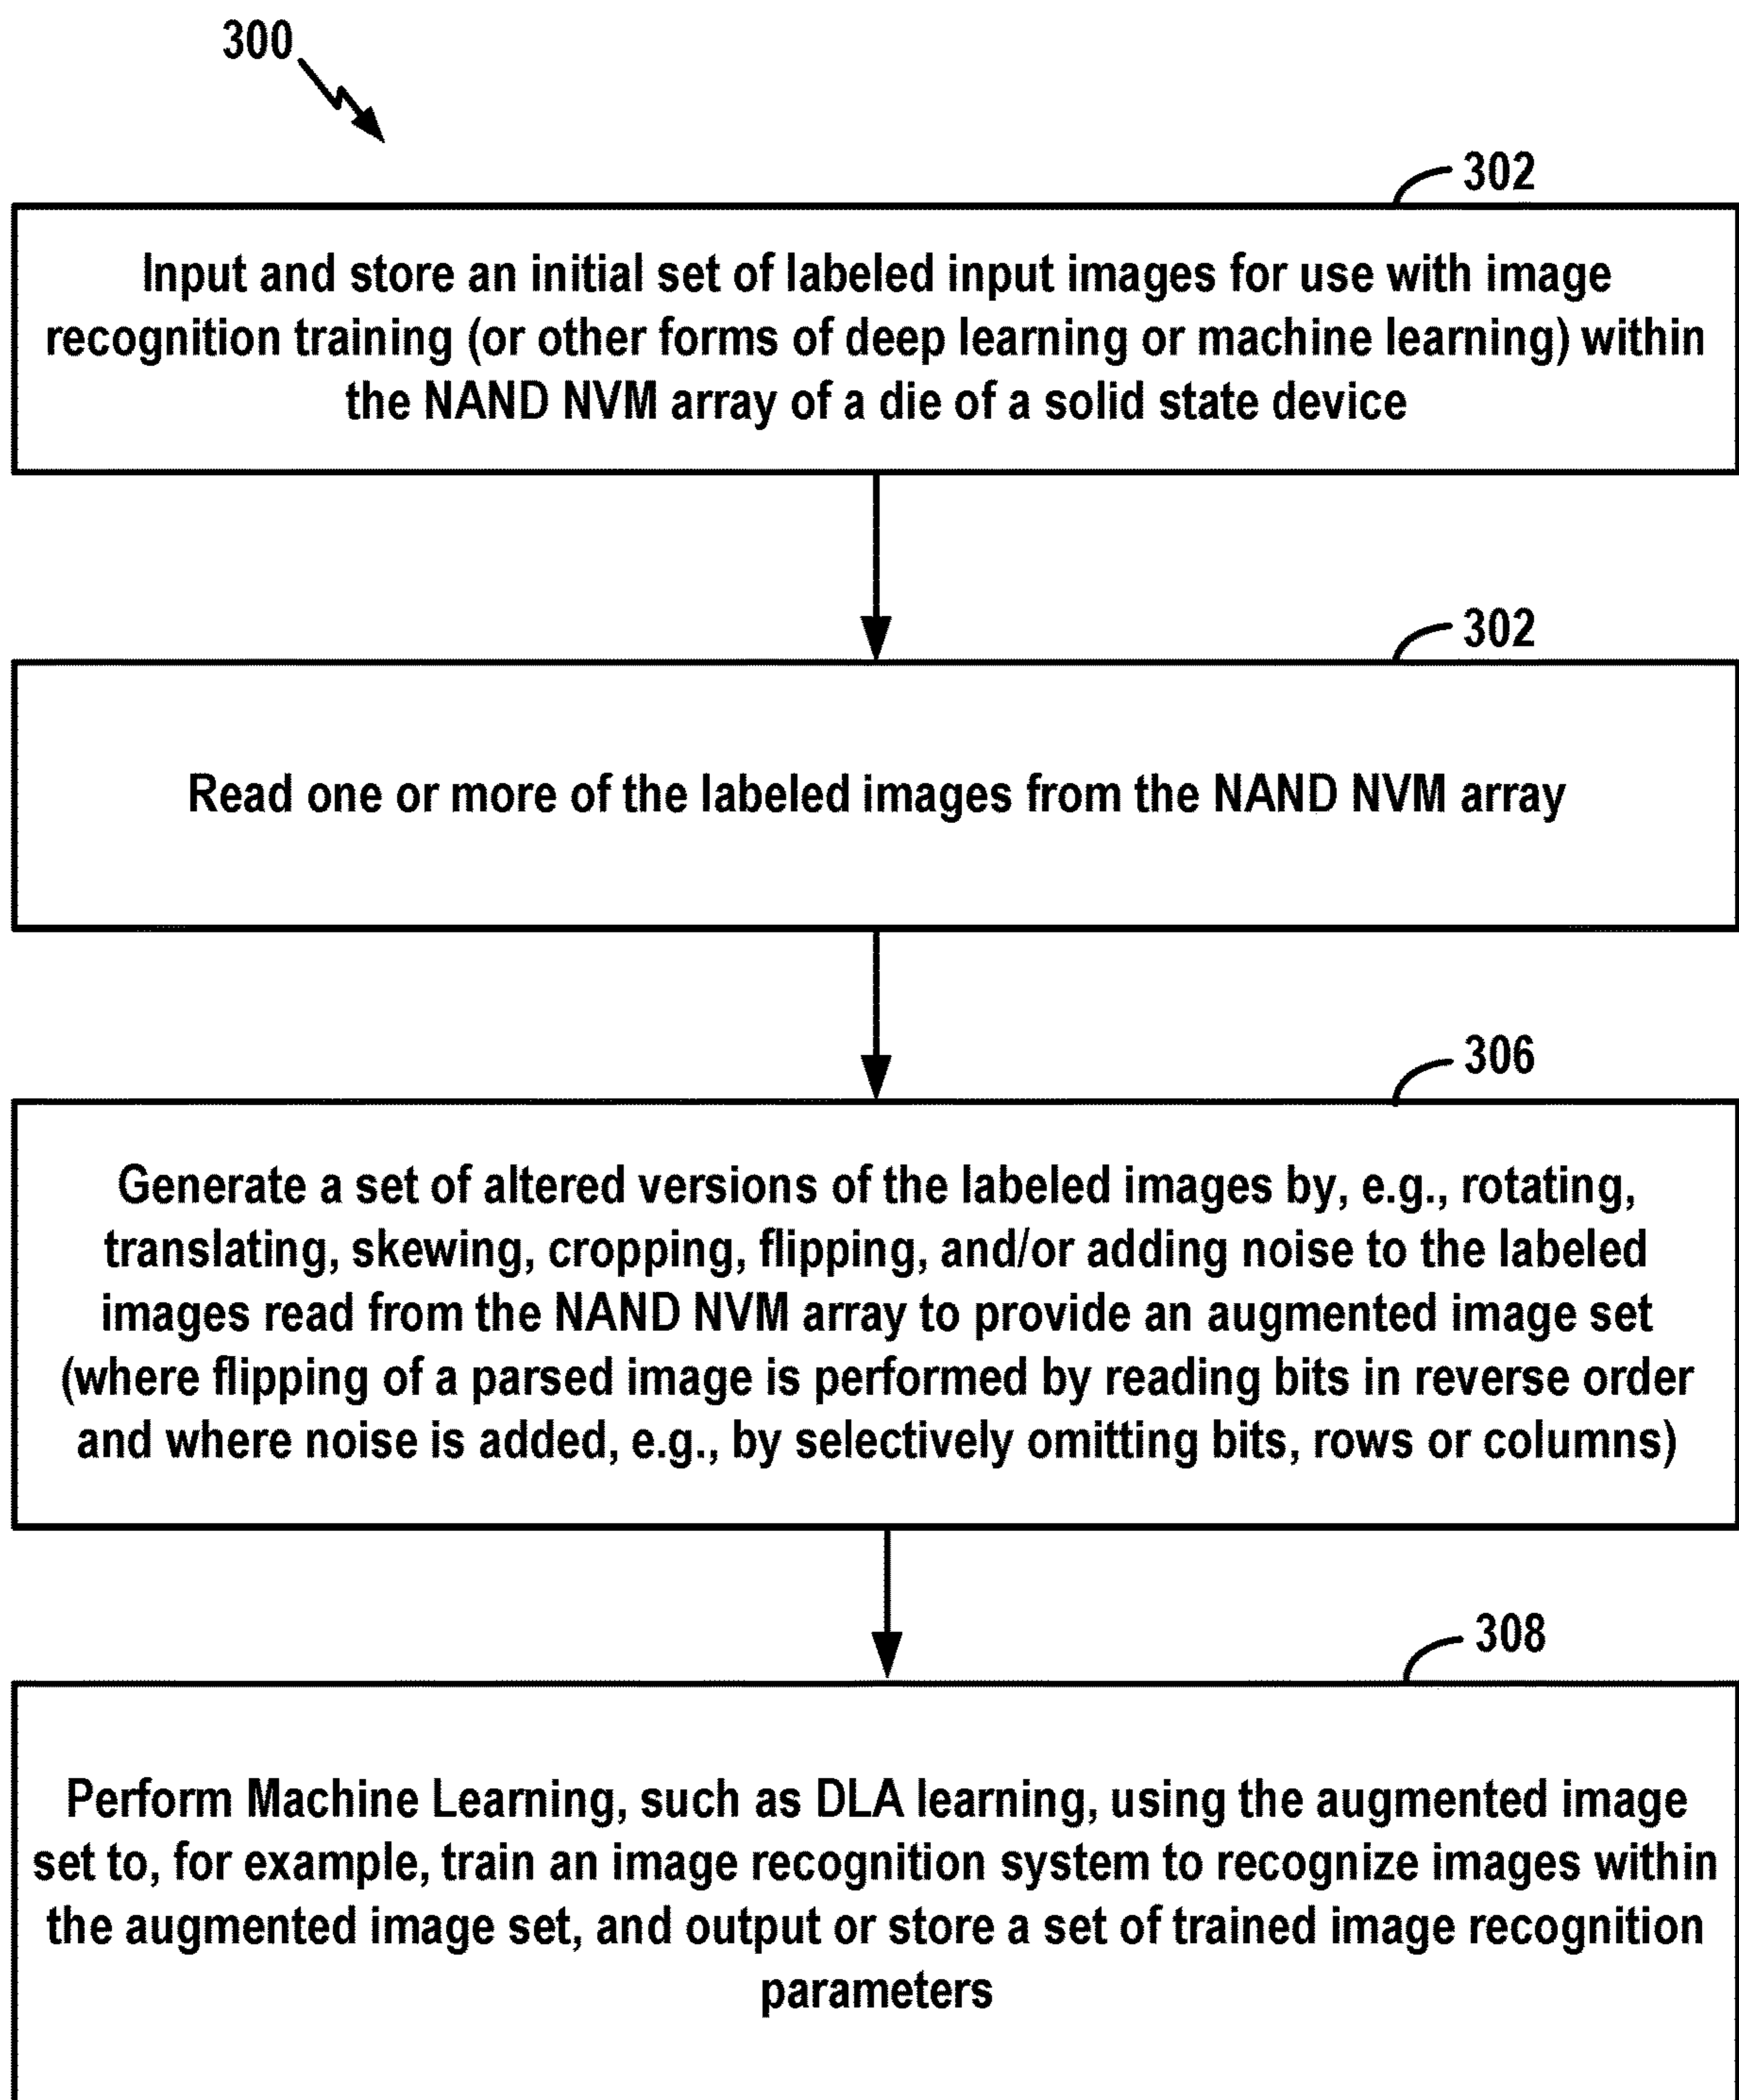 300
302
Input and store an initial set of labeled input images for use with image
recognition training (or other forms of deep learning or machine learning) within
the NAND NVM array of a die of a solid state device
302
Read one or more of the labeled images from the NAND NVM array
306
Generate a set of altered versions of the labeled images by, e.g., rotating,
translating, skewing, cropping, flipping, and/or adding noise to the labeled
images read from the NAND NVM array to provide an augmented image set
(where flipping of a parsed image is performed by reading bits in reverse order
and where noise is added, e.g., by selectively omitting bits, rows or columns)
308
Perform Machine Learning, such as DLA learning, using the augmented image
set to, for example, train an image recognition system to recognize images within
the augmented image set, and output or store a set of trained image recognition
parameters